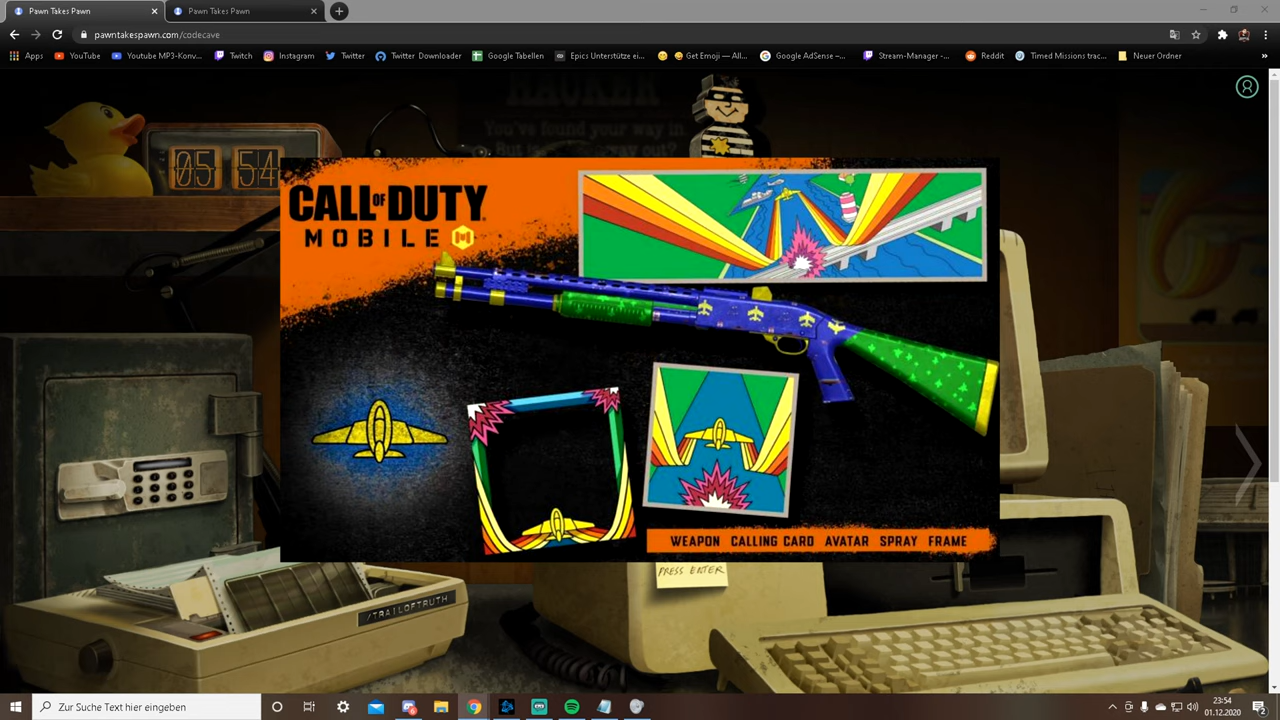 Pawn Takes Pawn
Pawn Takes Pawn
pawntakespawn.com/codecave
Apps
YouTube
Youtube MP3-Konv...
Twitch
Instagram
Twitter
Twitter Downloader
Google Tabellen
Epics Unterstütze ei...
Get Emoji — All...
Google AdSense –...
Stream-Manager -...
Reddit
Timed Missions trac...
Neuer Ordner
»
HACKER
You've found your way in.
05 54
CALL OF DUTY
MOBILE
WEAPON CALLING CARD AVATAR SPRAY FRAME
PRESS ENTER
/TRAILOFTRUTH
Zur Suche Text hier eingeben
23:54
01.12.2020
2